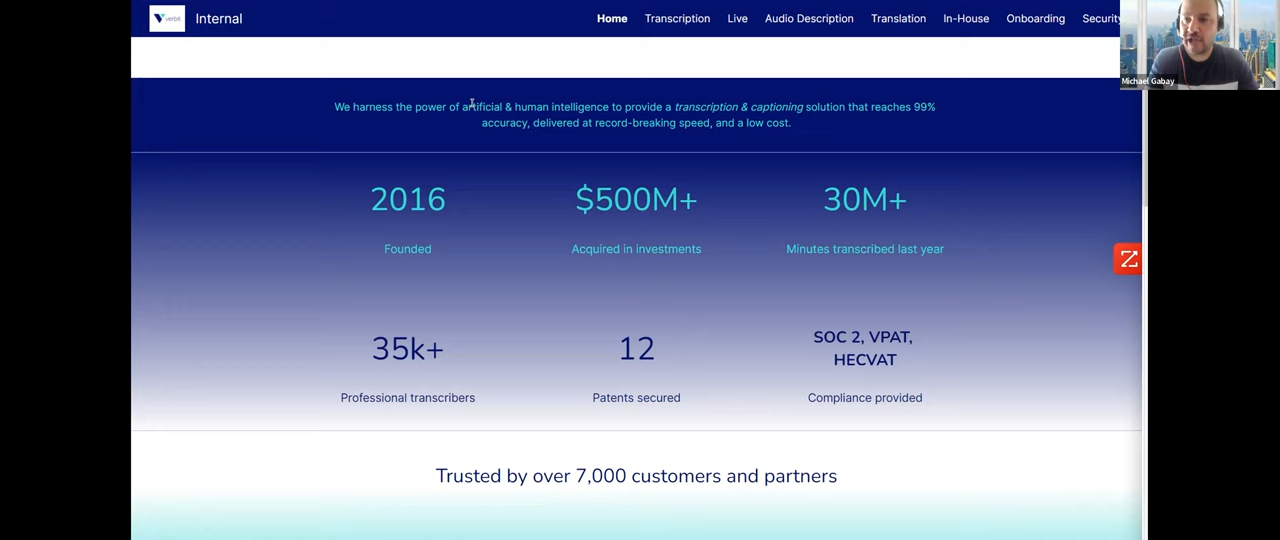 verbit
Internal
Home
Transcription
Live
Audio Description
Translation
In-House
Onboarding
Security
Michael Gabay
We harness the power of artificial & human intelligence to provide a transcription & captioning solution that reaches 99%
accuracy, delivered at record-breaking speed, and a low cost.
2016
Founded
$500M+
Acquired in investments
30M+
Minutes transcribed last year
35k+
Professional transcribers
12
Patents secured
SOC 2, VPAT,
HECVAT
Compliance provided
Trusted by over 7,000 customers and partners